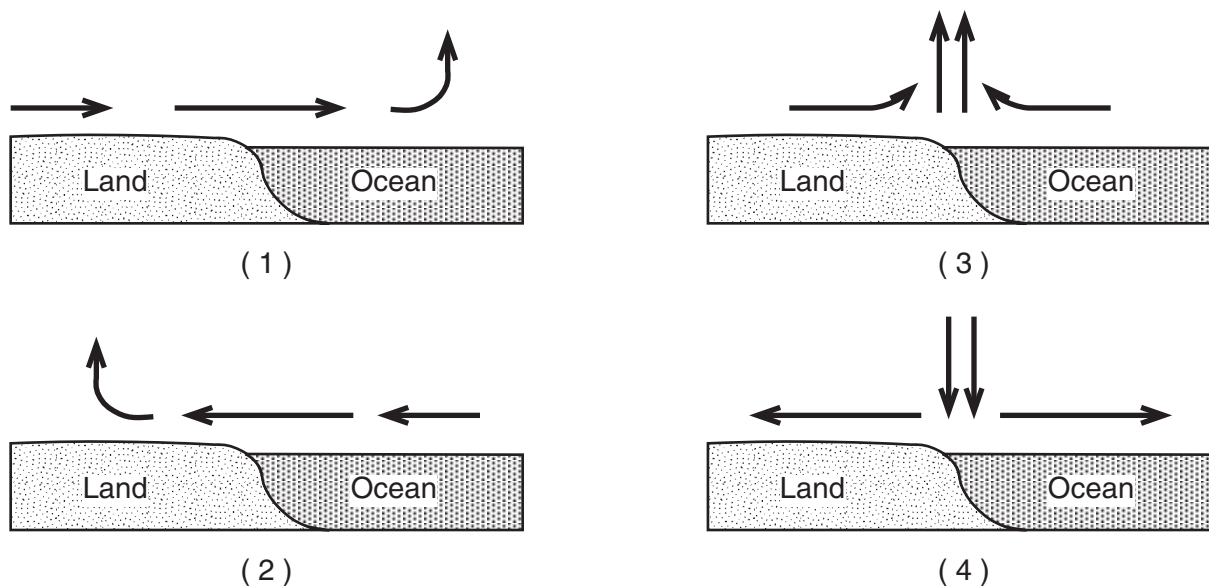 Land Ocean
( 1 )
Land Ocean
( 2 )
Land Ocean
( 3 )
Land Ocean
( 4 )